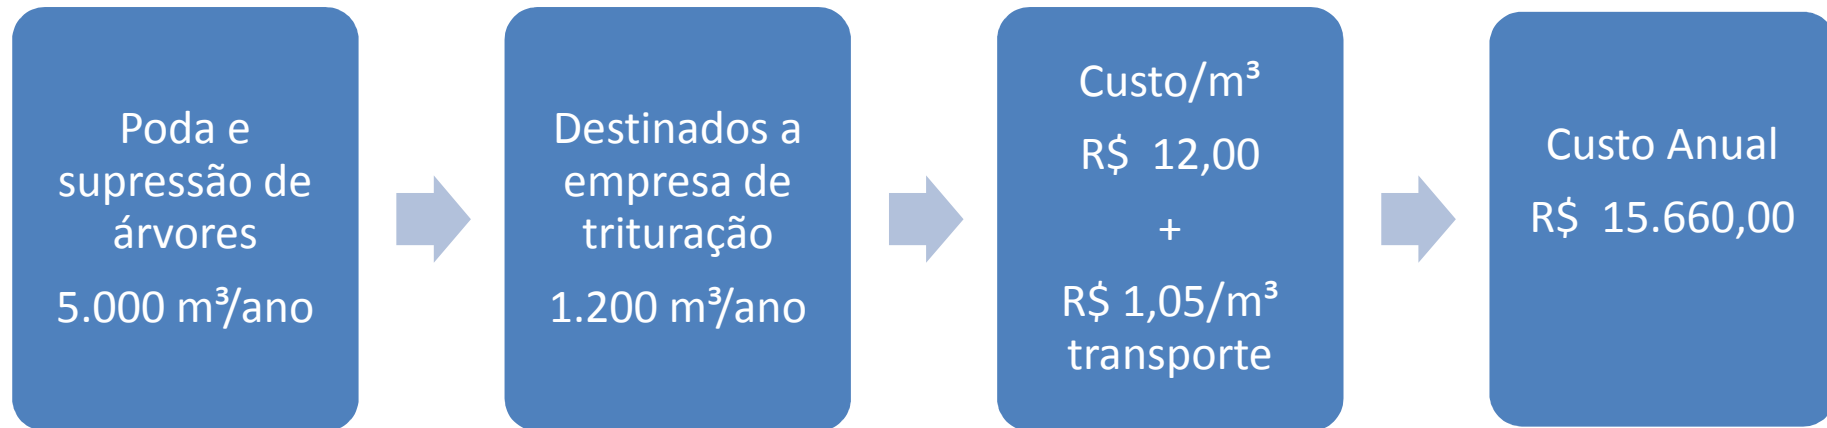 Poda e
supressão de
árvores
5.000 m³/ano
Destinados a
empresa de
trituração
1.200 m³/ano
Custo/m³
R$ 12,00
+
R$ 1,05/m³
transporte
Custo Anual
R$ 15.660,00